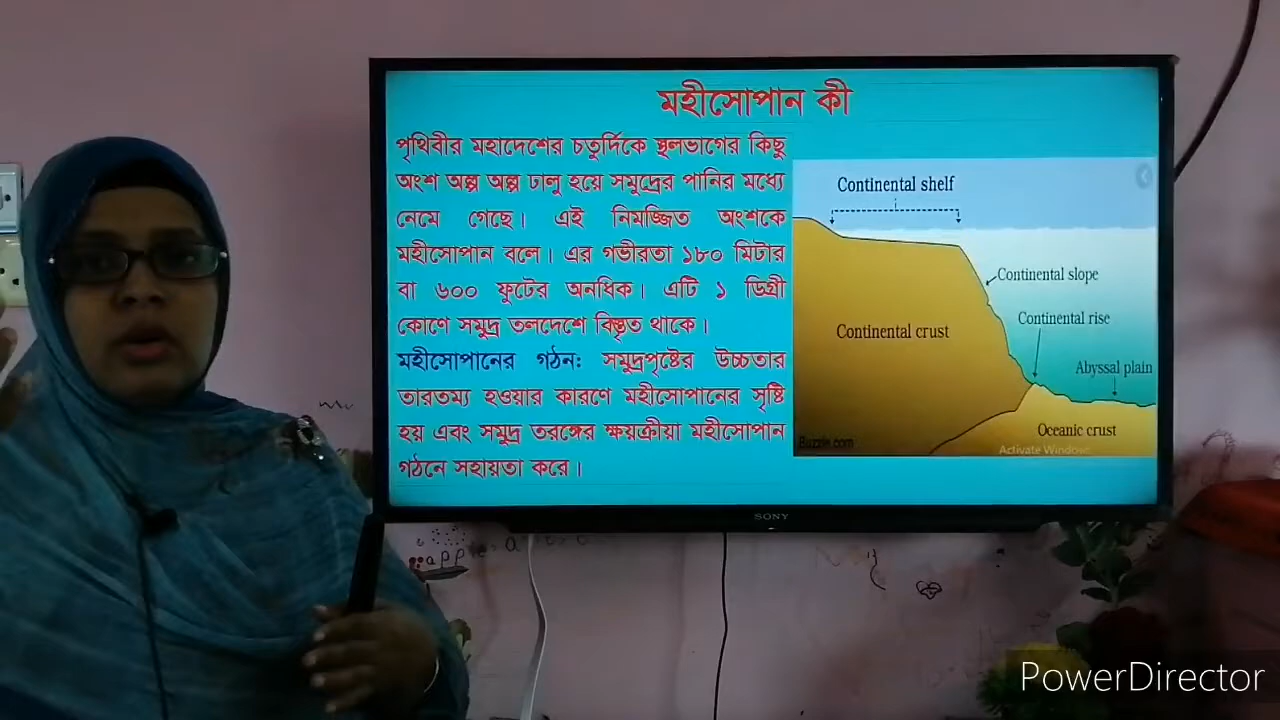 মহীসোপান কী
পৃথিবীর মহাদেশের চতুর্দিকে স্থলভাগের কিছু
অংশ অল্প অল্প ঢালু হয়ে সমুদ্রের পানির মধ্যে
নেমে গেছে। এই নিমজ্জিত অংশকে
মহীসোপান বলে। এর গভীরতা ১৮০ মিটার
বা ৬০০ ফুটের অনধিক। এটি ১ ডিগ্রী
কোণে সমুদ্র তলদেশে বিস্তৃত থাকে।
মহীসোপানের গঠন: সমুদ্রপৃষ্টের উচ্চতার
তারতম্য হওয়ার কারণে মহীসোপানের সৃষ্টি
হয় এবং সমুদ্র তরঙ্গের ক্ষয়ক্রীয়া মহীসোপান
গঠনে সহায়তা করে।
Continental shelf
Continental slope
Continental rise
Continental crust
Abyssal plain
Oceanic crust
Buzzle.com
Activate Windows
SONY
PowerDirector